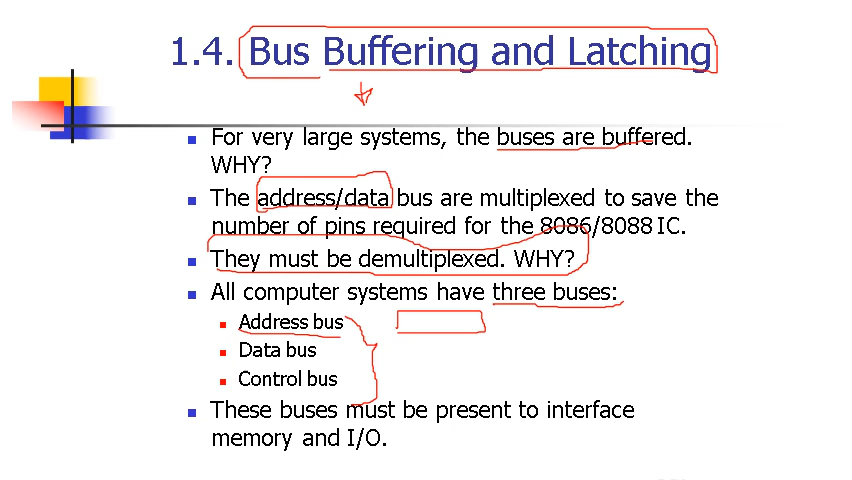 1.4. Bus Buffering and Latching
For very large systems, the buses are buffered.
WHY?
The address/data bus are multiplexed to save the
number of pins required for the 8086/8088 IC.
They must be demultiplexed. WHY?
All computer systems have three buses:
Address bus
Data bus
Control bus
These buses must be present to interface
memory and I/O.